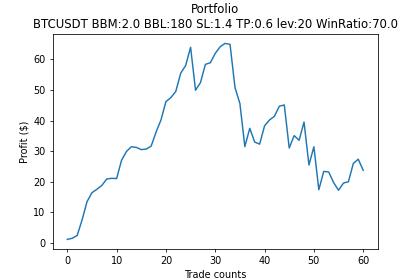 Portfolio
BTCUSDT BBM:2.0 BBL:180 SL:1.4 TP:0.6 lev:20 WinRatio:70.0
60
50
40
30
20
10
0
Profit ($)
0 10 20 30 40 50 60
Trade counts